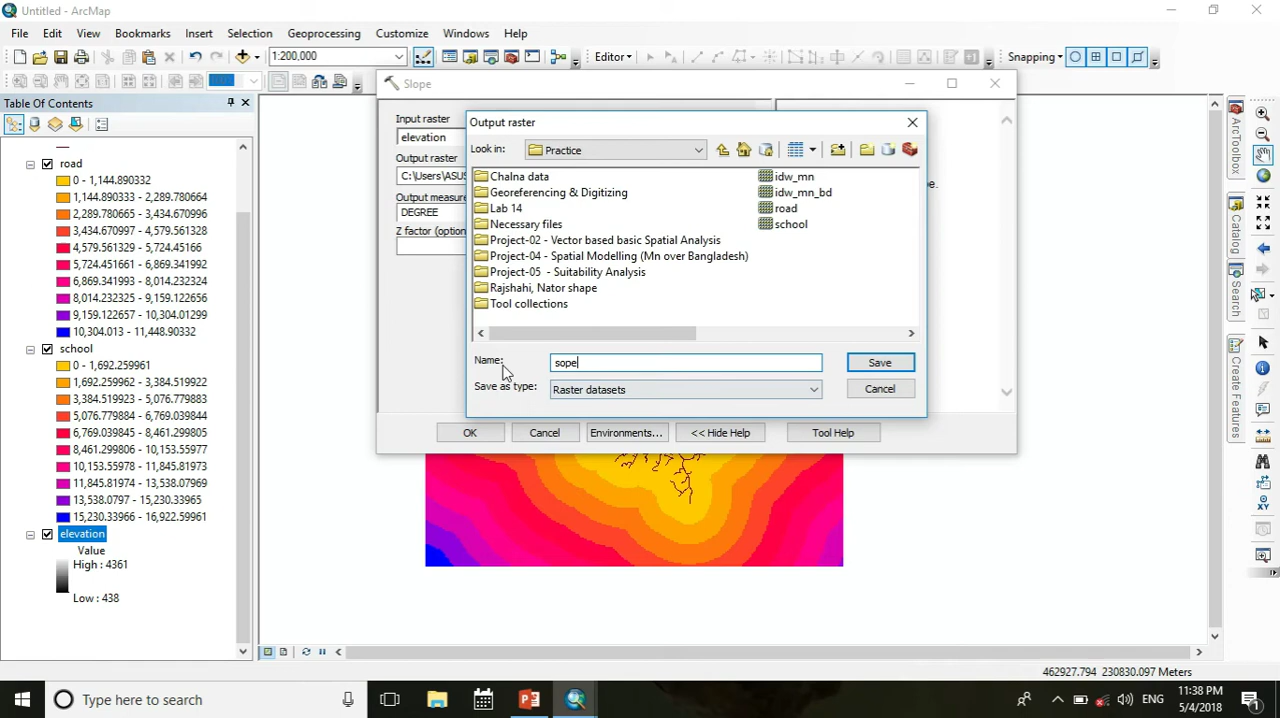 Untitled - ArcMap
File Edit View Bookmarks Insert Selection Geoprocessing Customize Windows Help
1:200,000
Editor
Snapping
Table Of Contents
road
0 - 1,144.890332
1,144.890333 - 2,289.780664
2,289.780665 - 3,434.670996
3,434.670997 - 4,579.561328
4,579.561329 - 5,724.45166
5,724.451661 - 6,869.341992
6,869.341993 - 8,014.232324
8,014.232325 - 9,159.122656
9,159.122657 - 10,304.01299
10,304.013 - 11,448.90332
school
0 - 1,692.259961
1,692.259962 - 3,384.519922
3,384.519923 - 5,076.779883
5,076.779884 - 6,769.039844
6,769.039845 - 8,461.299805
8,461.299806 - 10,153.55977
10,153.55978 - 11,845.81973
11,845.81974 - 13,538.07969
13,538.0797 - 15,230.33965
15,230.33966 - 16,922.59961
elevation
Value
High : 4361
Low : 438
Slope
Input raster
elevation
Output raster
C:\Users\ASUS
Output measure
DEGREE
Z factor (option
pe.
Output raster
Look in:
Practice
Chalna data
Georeferencing & Digitizing
Lab 14
Necessary files
Project-02 - Vector based basic Spatial Analysis
Project-04 - Spatial Modelling (Mn over Bangladesh)
Project-05 - Suitability Analysis
Rajshahi, Nator shape
Tool collections
idw_mn
idw_mn_bd
road
school
Name:
sope
Save
Save as type:
Raster datasets
Cancel
OK
Cancel
Environments...
<< Hide Help
Tool Help
ArcToolbox
Catalog
Search
Create Features
462927.794 230830.097 Meters
Type here to search
ENG
11:38 PM
5/4/2018
1